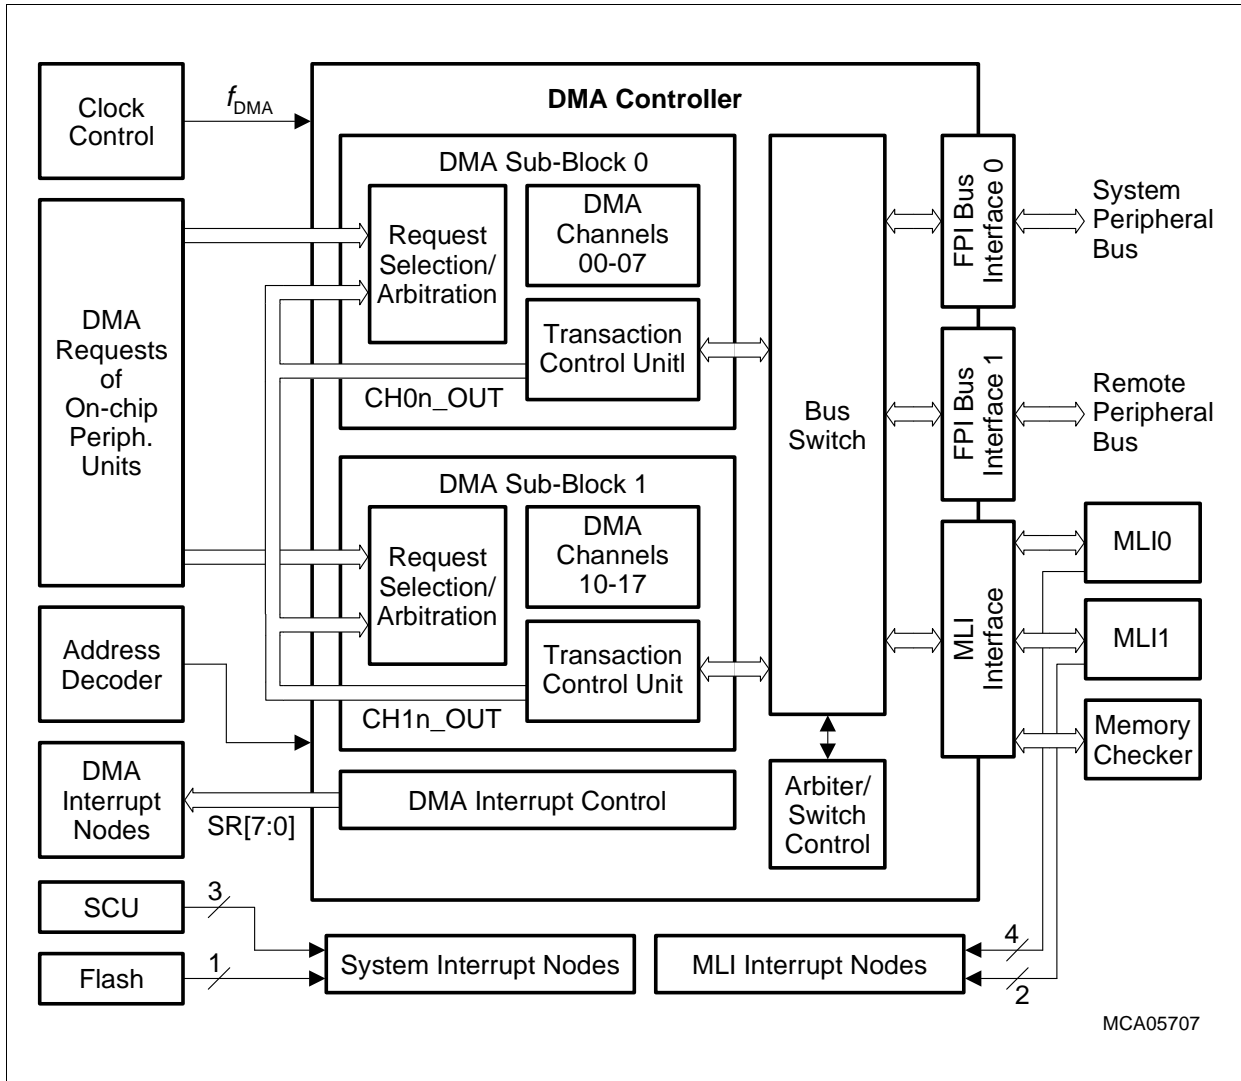 Clock
Control
fDMA
DMA Controller
DMA Sub-Block 0
Request
Selection/
Arbitration
DMA
Channels
00-07
Transaction
Control Unitl
CH0n_OUT
DMA
Requests
of
On-chip
Periph.
Units
DMA Sub-Block 1
Request
Selection/
Arbitration
DMA
Channels
10-17
Transaction
Control Unit
CH1n_OUT
Bus
Switch
FPI Bus
Interface 0
System
Peripheral
Bus
FPI Bus
Interface 1
Remote
Peripheral
Bus
MLI
Interface
MLI0
MLI1
Memory
Checker
Address
Decoder
DMA
Interrupt
Nodes
SR[7:0]
DMA Interrupt Control
Arbiter/
Switch
Control
SCU
3
Flash
1
System Interrupt Nodes
MLI Interrupt Nodes
4
2
MCA05707